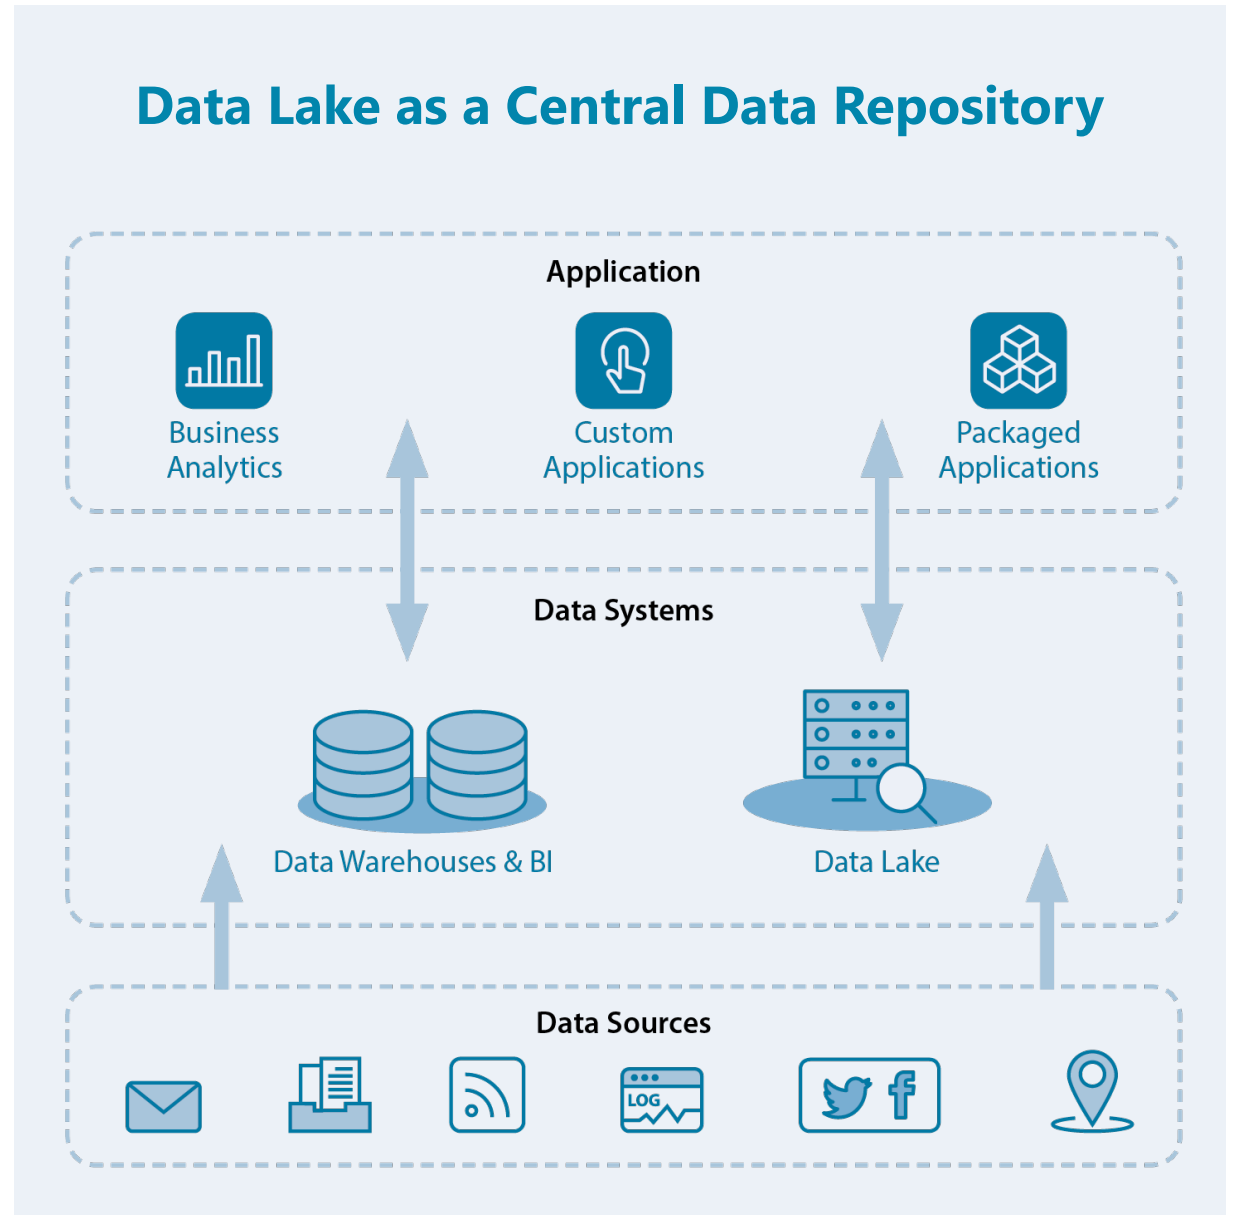 Data Lake as a Central Data Repository
Application
Business
Analytics
Custom
Applications
Packaged
Applications
Data Systems
Data Warehouses & BI
Data Lake
Data Sources
LOG